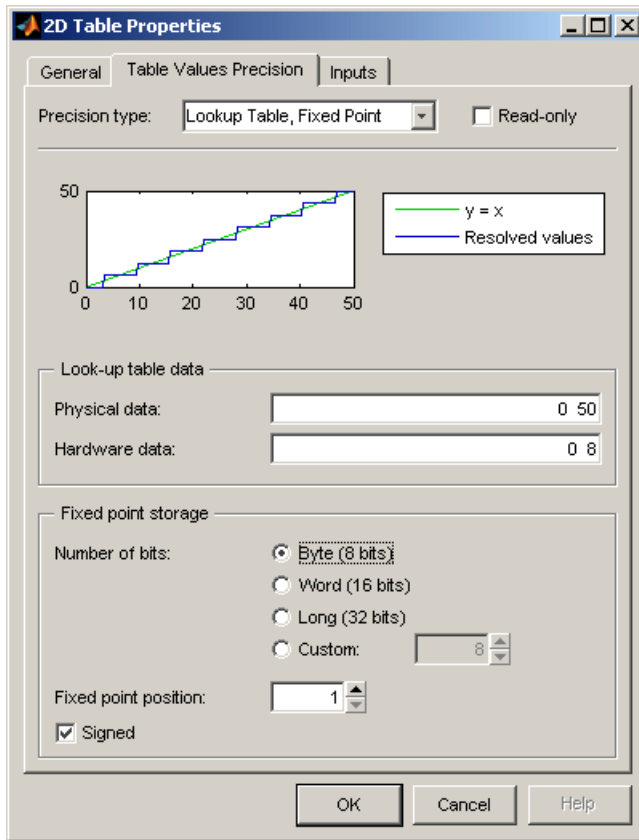 2D Table Properties
General Table Values Precision Inputs
Precision type: Lookup Table, Fixed Point Read-only
50
0
0 10 20 30 40 50
y = x
Resolved values
Look-up table data
Physical data: 0 50
Hardware data: 0 8
Fixed point storage
Number of bits: Byte (8 bits)
Word (16 bits)
Long (32 bits)
Custom: 8
Fixed point position: 1
Signed
OK Cancel Help